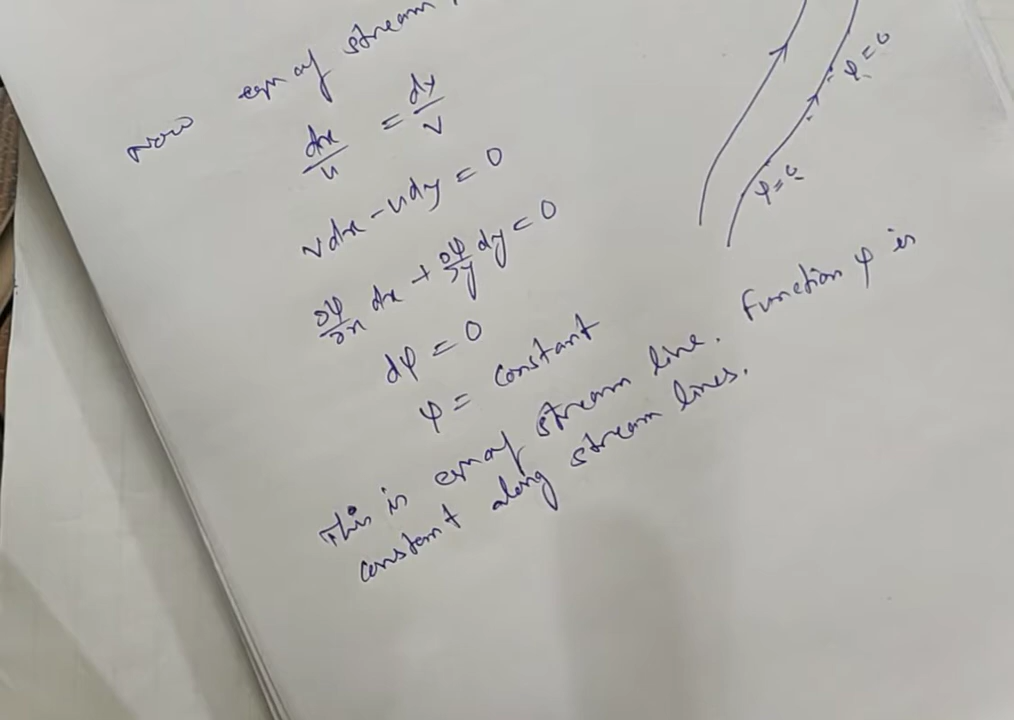 Now eqn of stream
dx/u = dy/v
vdx - udy = 0
∂ψ/∂x dx + ∂ψ/∂y dy = 0
dψ = 0
ψ = constant
This is eqn of stream line. Function ψ is
constant along stream lines.
ψ = c
ψ = c